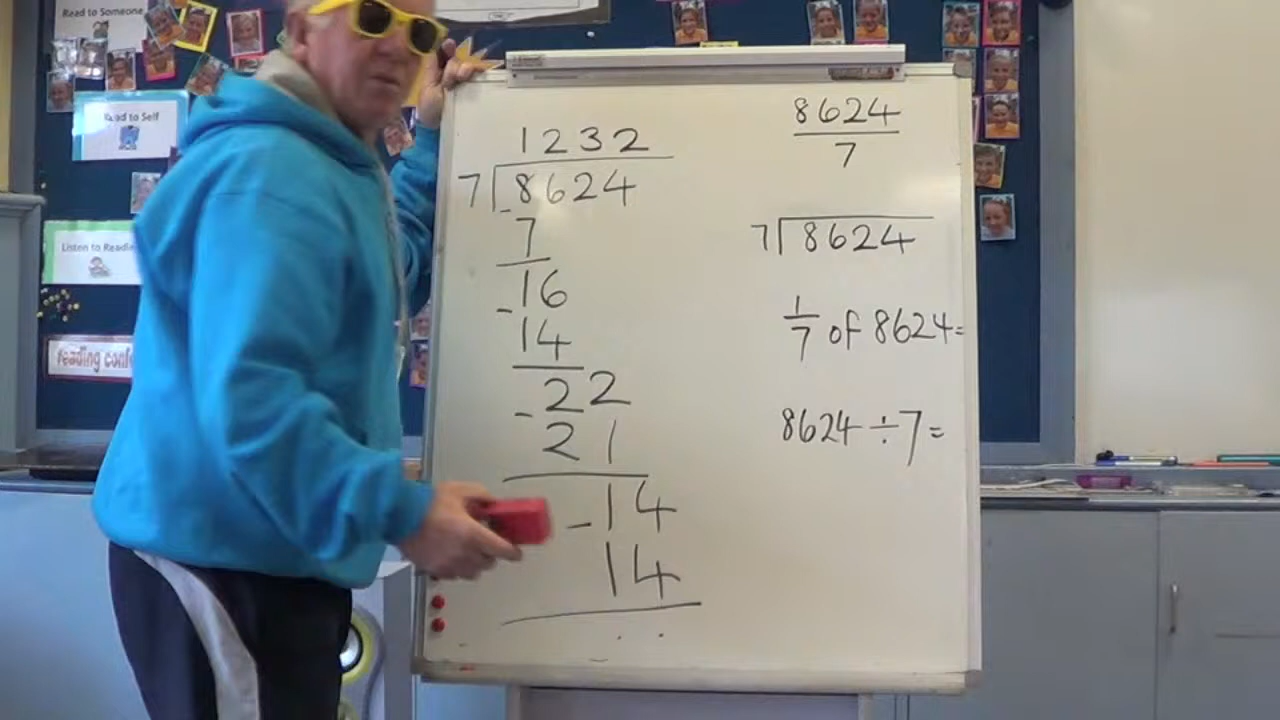 Read to Someone
Read to Self
Listen to Reading
reading
1232
7 8624
- 7
- 16
14
- 22
21
- 14
14
8624
7
7 8624
1/7 of 8624=
8624 ÷ 7 =